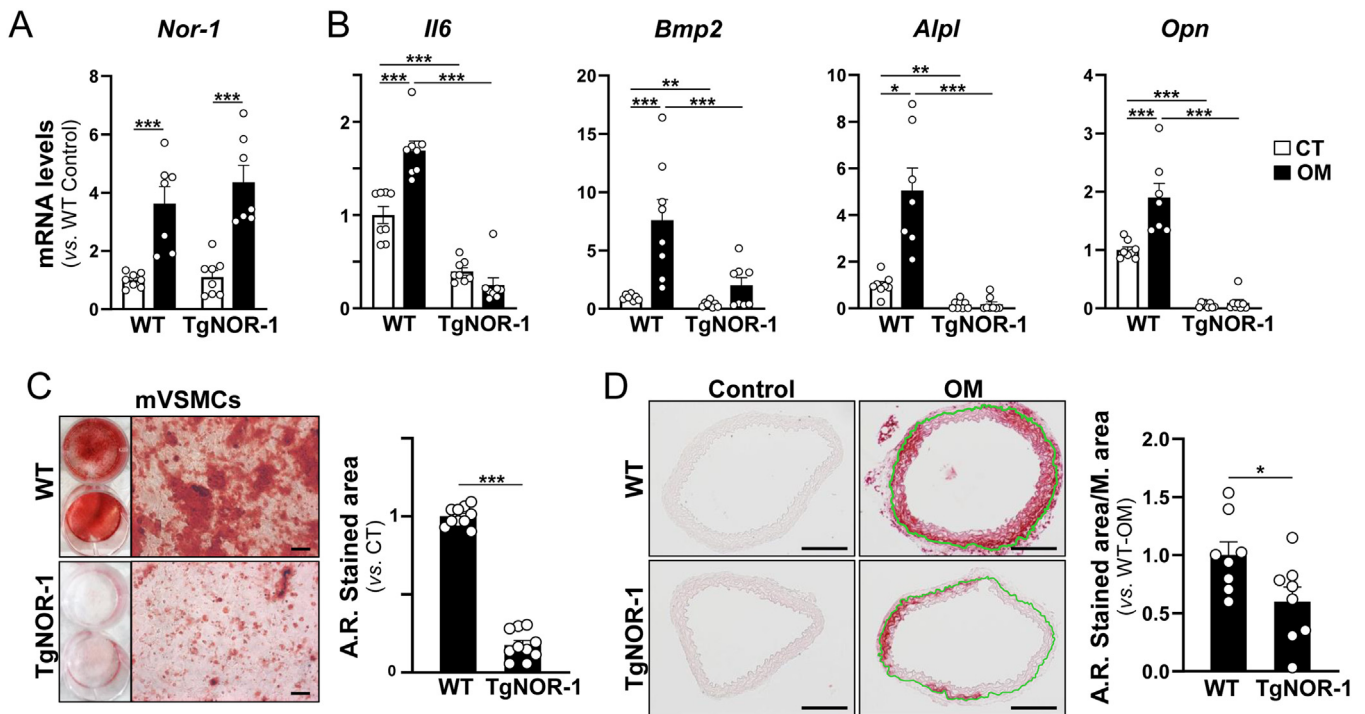 A
Nor-1
mRNA levels
(vs. WT Control)
8
6
4
2
0
***
***
WT
TgNOR-1
B
Il6
2
1
0
***
***
***
WT
TgNOR-1
Bmp2
20
15
10
5
0
**
***
***
WT
TgNOR-1
Alpl
10
8
6
4
2
0
**
*
***
WT
TgNOR-1
Opn
4
3
2
1
0
***
***
***
WT
TgNOR-1
CT
OM
C
mVSMCs
WT
TgNOR-1
A.R. Stained area
(vs. CT)
1
0
***
WT
TgNOR-1
D
Control
OM
WT
TgNOR-1
A.R. Stained area/M. area
(vs. WT-OM)
2.0
1.5
1.0
0.5
0.0
*
WT
TgNOR-1